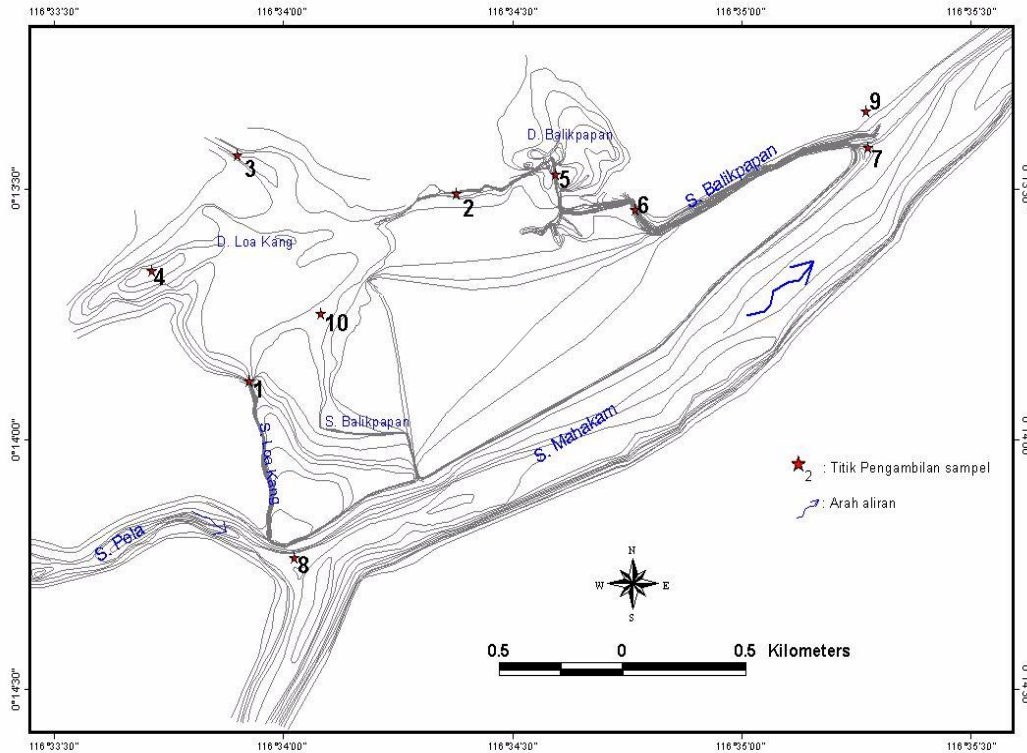 116°33'30" 116°34'00" 116°34'30" 116°35'00" 116°35'30"
9
D. Balikpapan
7
3
S. Balikpapan
5
2
6
D. Loa Kang
4
10
1
S. Balikpapan
S. Loa Kang
0°14'00"
S. Mahakam
2 : Titik Pengambilan sampel
: Arah aliran
S. Pela
8
N
W E
S
0.5 0 0.5 Kilometers
0°14'30"
116°33'30" 116°34'00" 116°34'30" 116°35'00" 116°35'30"